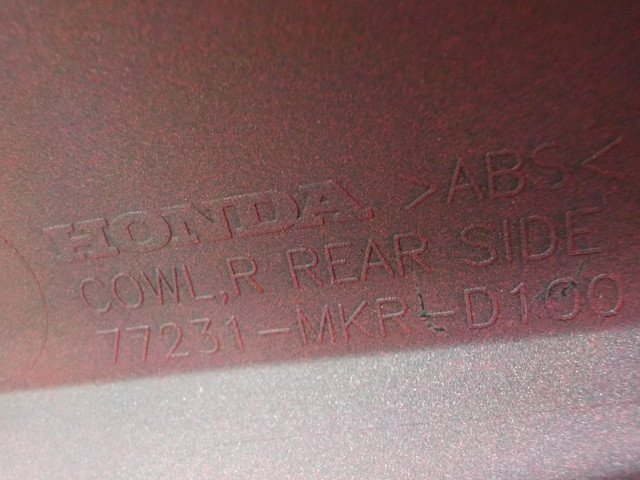 HONDA >ABS<
COWL,R REAR SIDE
77231-MKR-D100